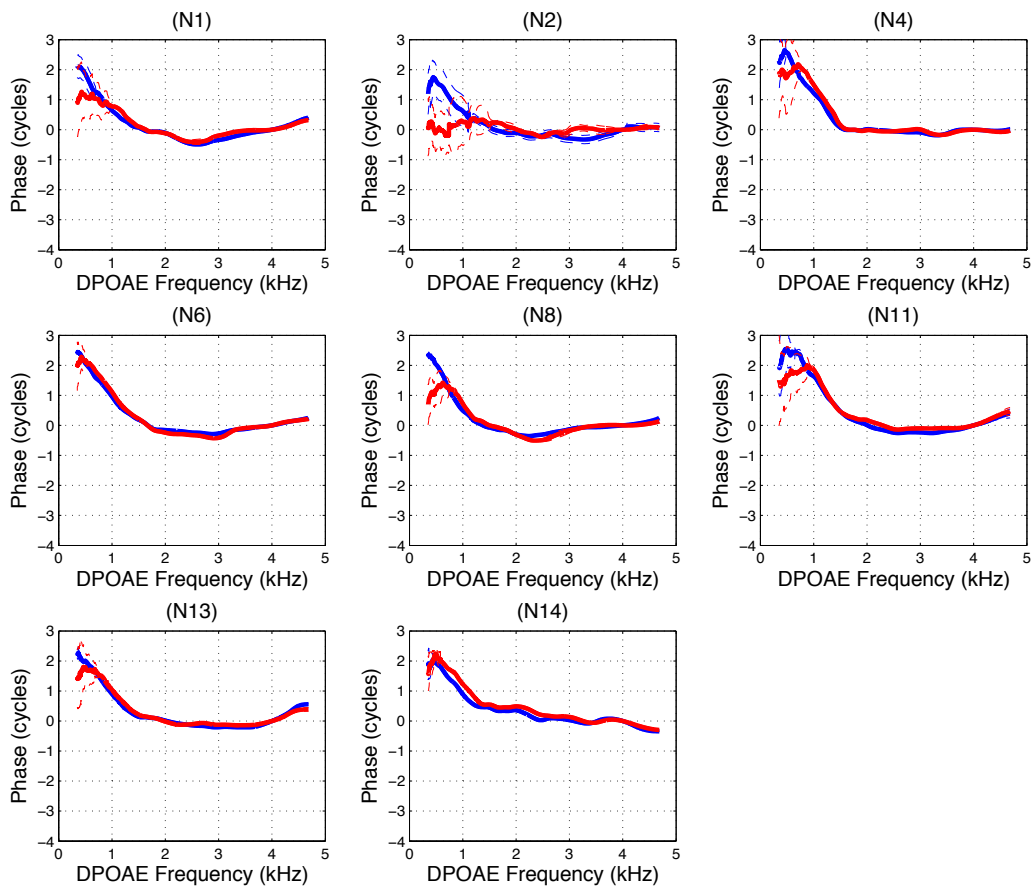 (N1)
(N2)
(N4)
Phase (cycles)
3
2
1
0
−1
−2
−3
−4
0 1 2 3 4 5
DPOAE Frequency (kHz)
Phase (cycles)
3
2
1
0
−1
−2
−3
−4
0 1 2 3 4 5
DPOAE Frequency (kHz)
Phase (cycles)
3
2
1
0
−1
−2
−3
−4
0 1 2 3 4 5
DPOAE Frequency (kHz)
(N6)
(N8)
(N11)
Phase (cycles)
3
2
1
0
−1
−2
−3
−4
0 1 2 3 4 5
DPOAE Frequency (kHz)
Phase (cycles)
3
2
1
0
−1
−2
−3
−4
0 1 2 3 4 5
DPOAE Frequency (kHz)
Phase (cycles)
3
2
1
0
−1
−2
−3
−4
0 1 2 3 4 5
DPOAE Frequency (kHz)
(N13)
(N14)
Phase (cycles)
3
2
1
0
−1
−2
−3
−4
0 1 2 3 4 5
DPOAE Frequency (kHz)
Phase (cycles)
3
2
1
0
−1
−2
−3
−4
0 1 2 3 4 5
DPOAE Frequency (kHz)